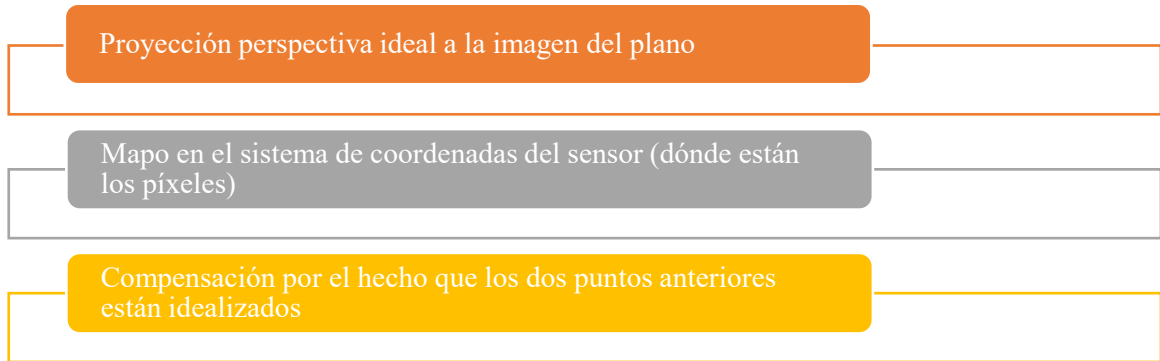 Proyección perspectiva ideal a la imagen del plano
Mapo en el sistema de coordenadas del sensor (dónde están
los píxeles)
Compensación por el hecho que los dos puntos anteriores
están idealizados